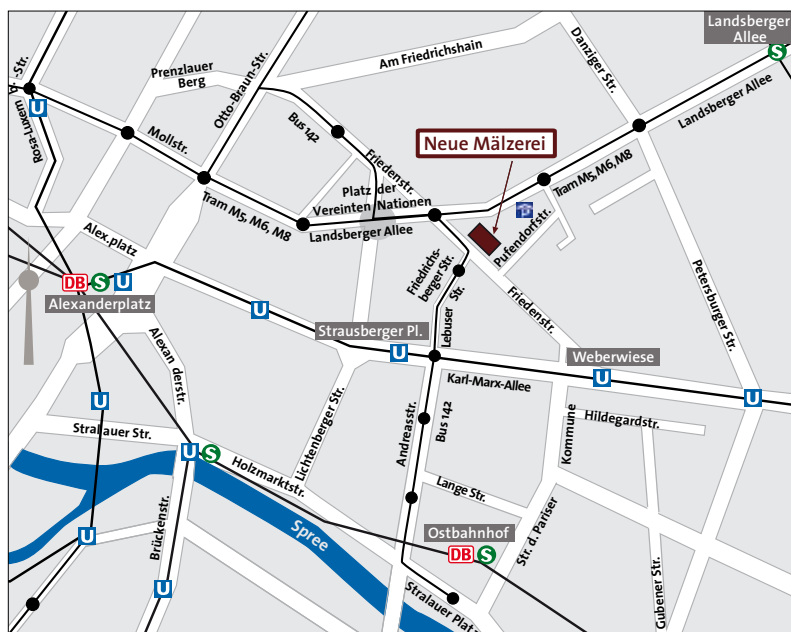 Landsberger
Allee
S
Danziger Str.
Am Friedrichshain
Prenzlauer
Berg
Otto-Braun-Str.
Rosa-Luxem
b.-Str.
U
Mollstr.
Bus 142
Friedenstr.
Neue Mälzerei
Landsberger Allee
Tram M5, M6, M8
Platz der
Vereinten Nationen
Tram M5, M6, M8
Landsberger Allee
Pufendorfstr.
P
Alex.platz
DB S U
Alexanderplatz
Friedrichs-
berger Str.
Lebuser Str.
Friedenstr.
Petersburger Str.
U
Strausberger Pl.
U
Weberwiese
U
U
Karl-Marx-Allee
Alexan derstr.
U
Stralauer Str.
U S
Holzmarktstr.
Lichtenberger Str.
Andreasstr.
Bus 142
Kommune
Hildegardstr.
Lange Str.
Spree
Ostbahnhof
DB S
Str. d. Pariser
Gubener Str.
Brückenstr.
U
U
Stralauer Platz